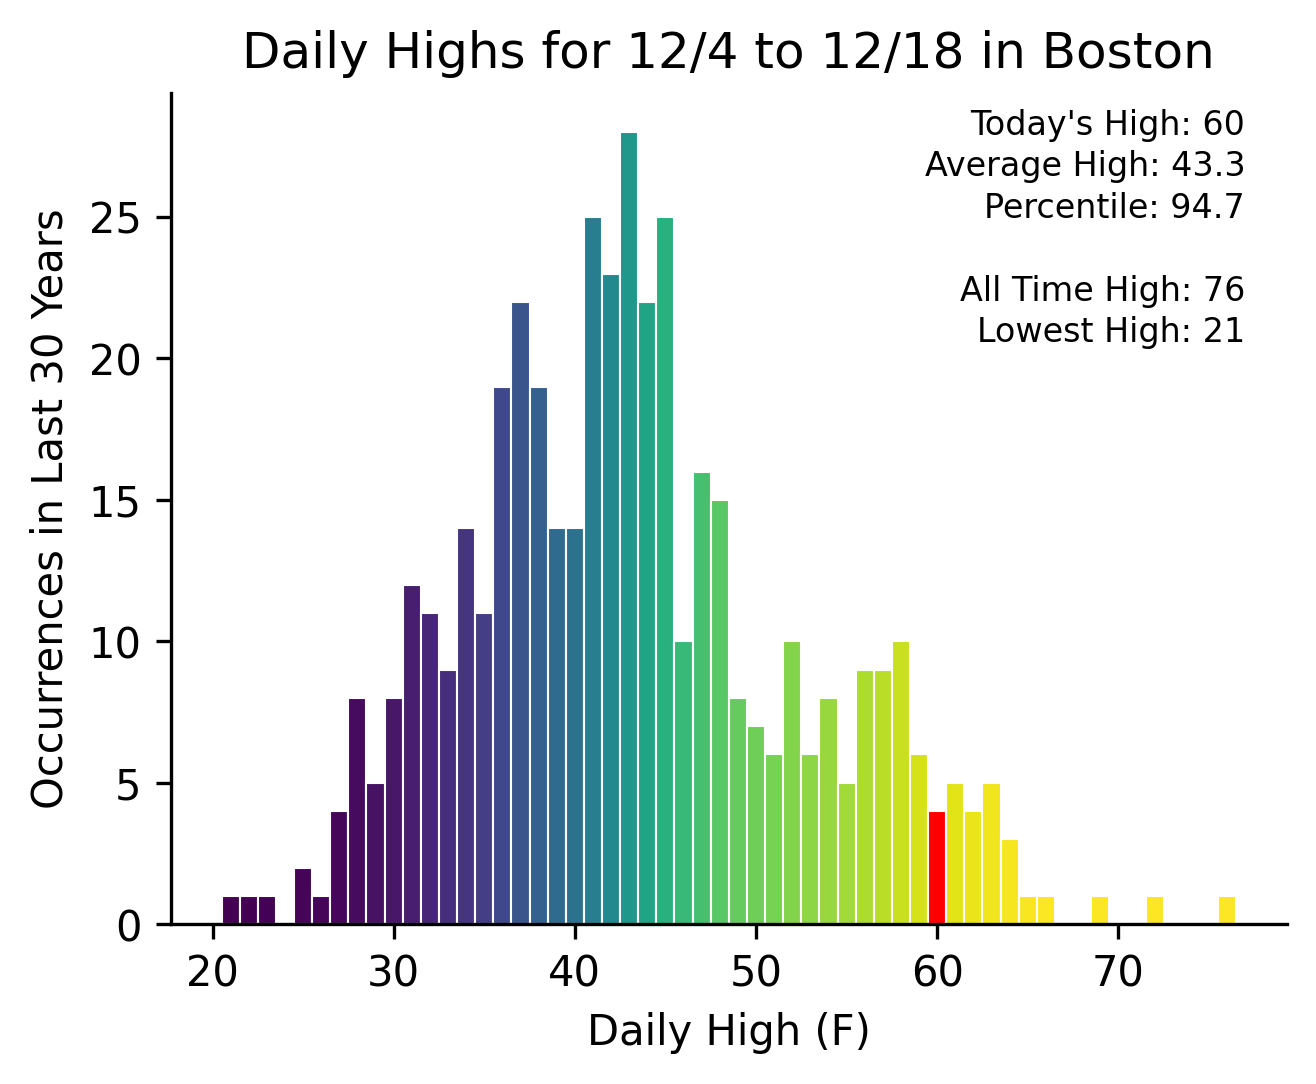 Daily Highs for 12/4 to 12/18 in Boston
Today's High: 60
Average High: 43.3
Percentile: 94.7
All Time High: 76
Lowest High: 21
Occurrences in Last 30 Years
25
20
15
10
5
0
20 30 40 50 60 70
Daily High (F)